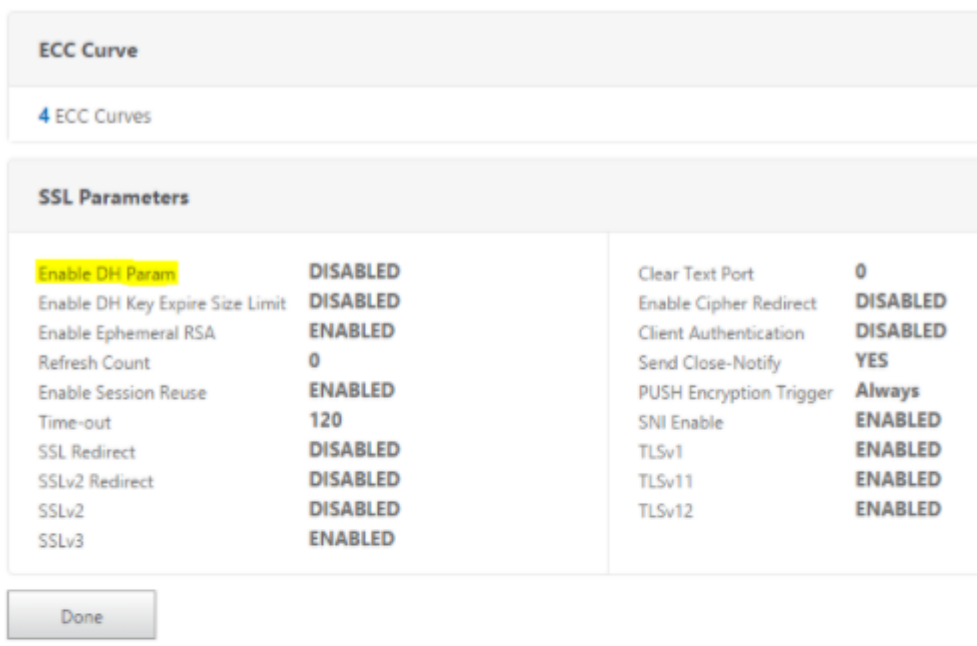 ECC Curve
4 ECC Curves
SSL Parameters
Enable DH Param DISABLED
Enable DH Key Expire Size Limit DISABLED
Enable Ephemeral RSA ENABLED
Refresh Count 0
Enable Session Reuse ENABLED
Time-out 120
SSL Redirect DISABLED
SSLv2 Redirect DISABLED
SSLv2 DISABLED
SSLv3 ENABLED
Clear Text Port 0
Enable Cipher Redirect DISABLED
Client Authentication DISABLED
Send Close-Notify YES
PUSH Encryption Trigger Always
SNI Enable ENABLED
TLSv1 ENABLED
TLSv11 ENABLED
TLSv12 ENABLED
Done